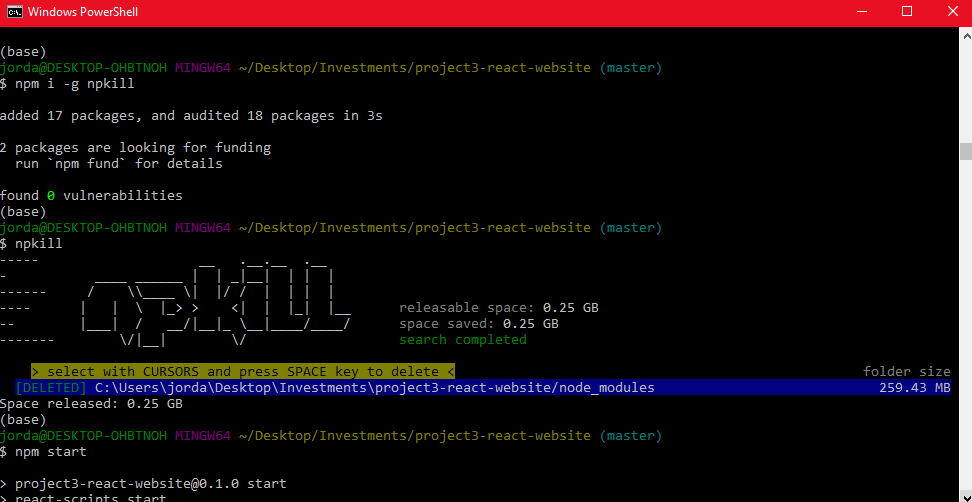 Windows PowerShell
(base)
jorda@DESKTOP-OHBTNOH MINGW64 ~/Desktop/Investments/project3-react-website (master)
$ npm i -g npkill
added 17 packages, and audited 18 packages in 3s
2 packages are looking for funding
run `npm fund` for details
found 0 vulnerabilities
(base)
jorda@DESKTOP-OHBTNOH MINGW64 ~/Desktop/Investments/project3-react-website (master)
$ npkill
npkill
releasable space: 0.25 GB
space saved: 0.25 GB
search completed
> select with CURSORS and press SPACE key to delete < folder size
[DELETED] C:\Users\jorda\Desktop\Investments\project3-react-website/node_modules 259.43 MB
Space released: 0.25 GB
(base)
jorda@DESKTOP-OHBTNOH MINGW64 ~/Desktop/Investments/project3-react-website (master)
$ npm start
> project3-react-website@0.1.0 start
> react-scripts start